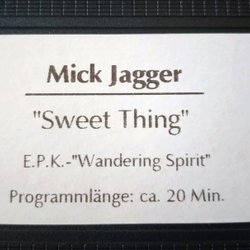 Mick Jagger
"Sweet Thing"
E.P.K.-"Wandering Spirit"
Programmlänge: ca. 20 Min.